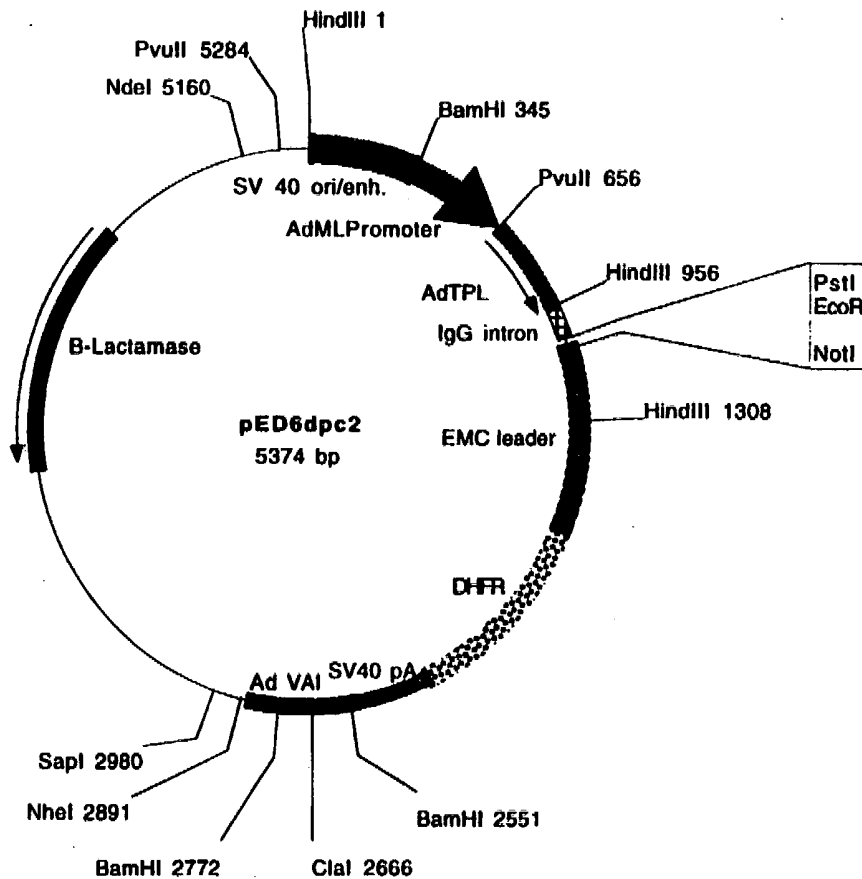 HindIII 1
PvuII 5284
NdeI 5160
BamHI 345
SV 40 ori/enh.
PvuII 656
AdMLPromoter
HindIII 956
AdTPL
PstI
EcoR
IgG intron
NotI
B-Lactamase
HindIII 1308
pED6dpc2
EMC leader
5374 bp
DHFR
SV40 pA
Ad VAI
SapI 2980
NheI 2891
BamHI 2551
BamHI 2772
ClaI 2666